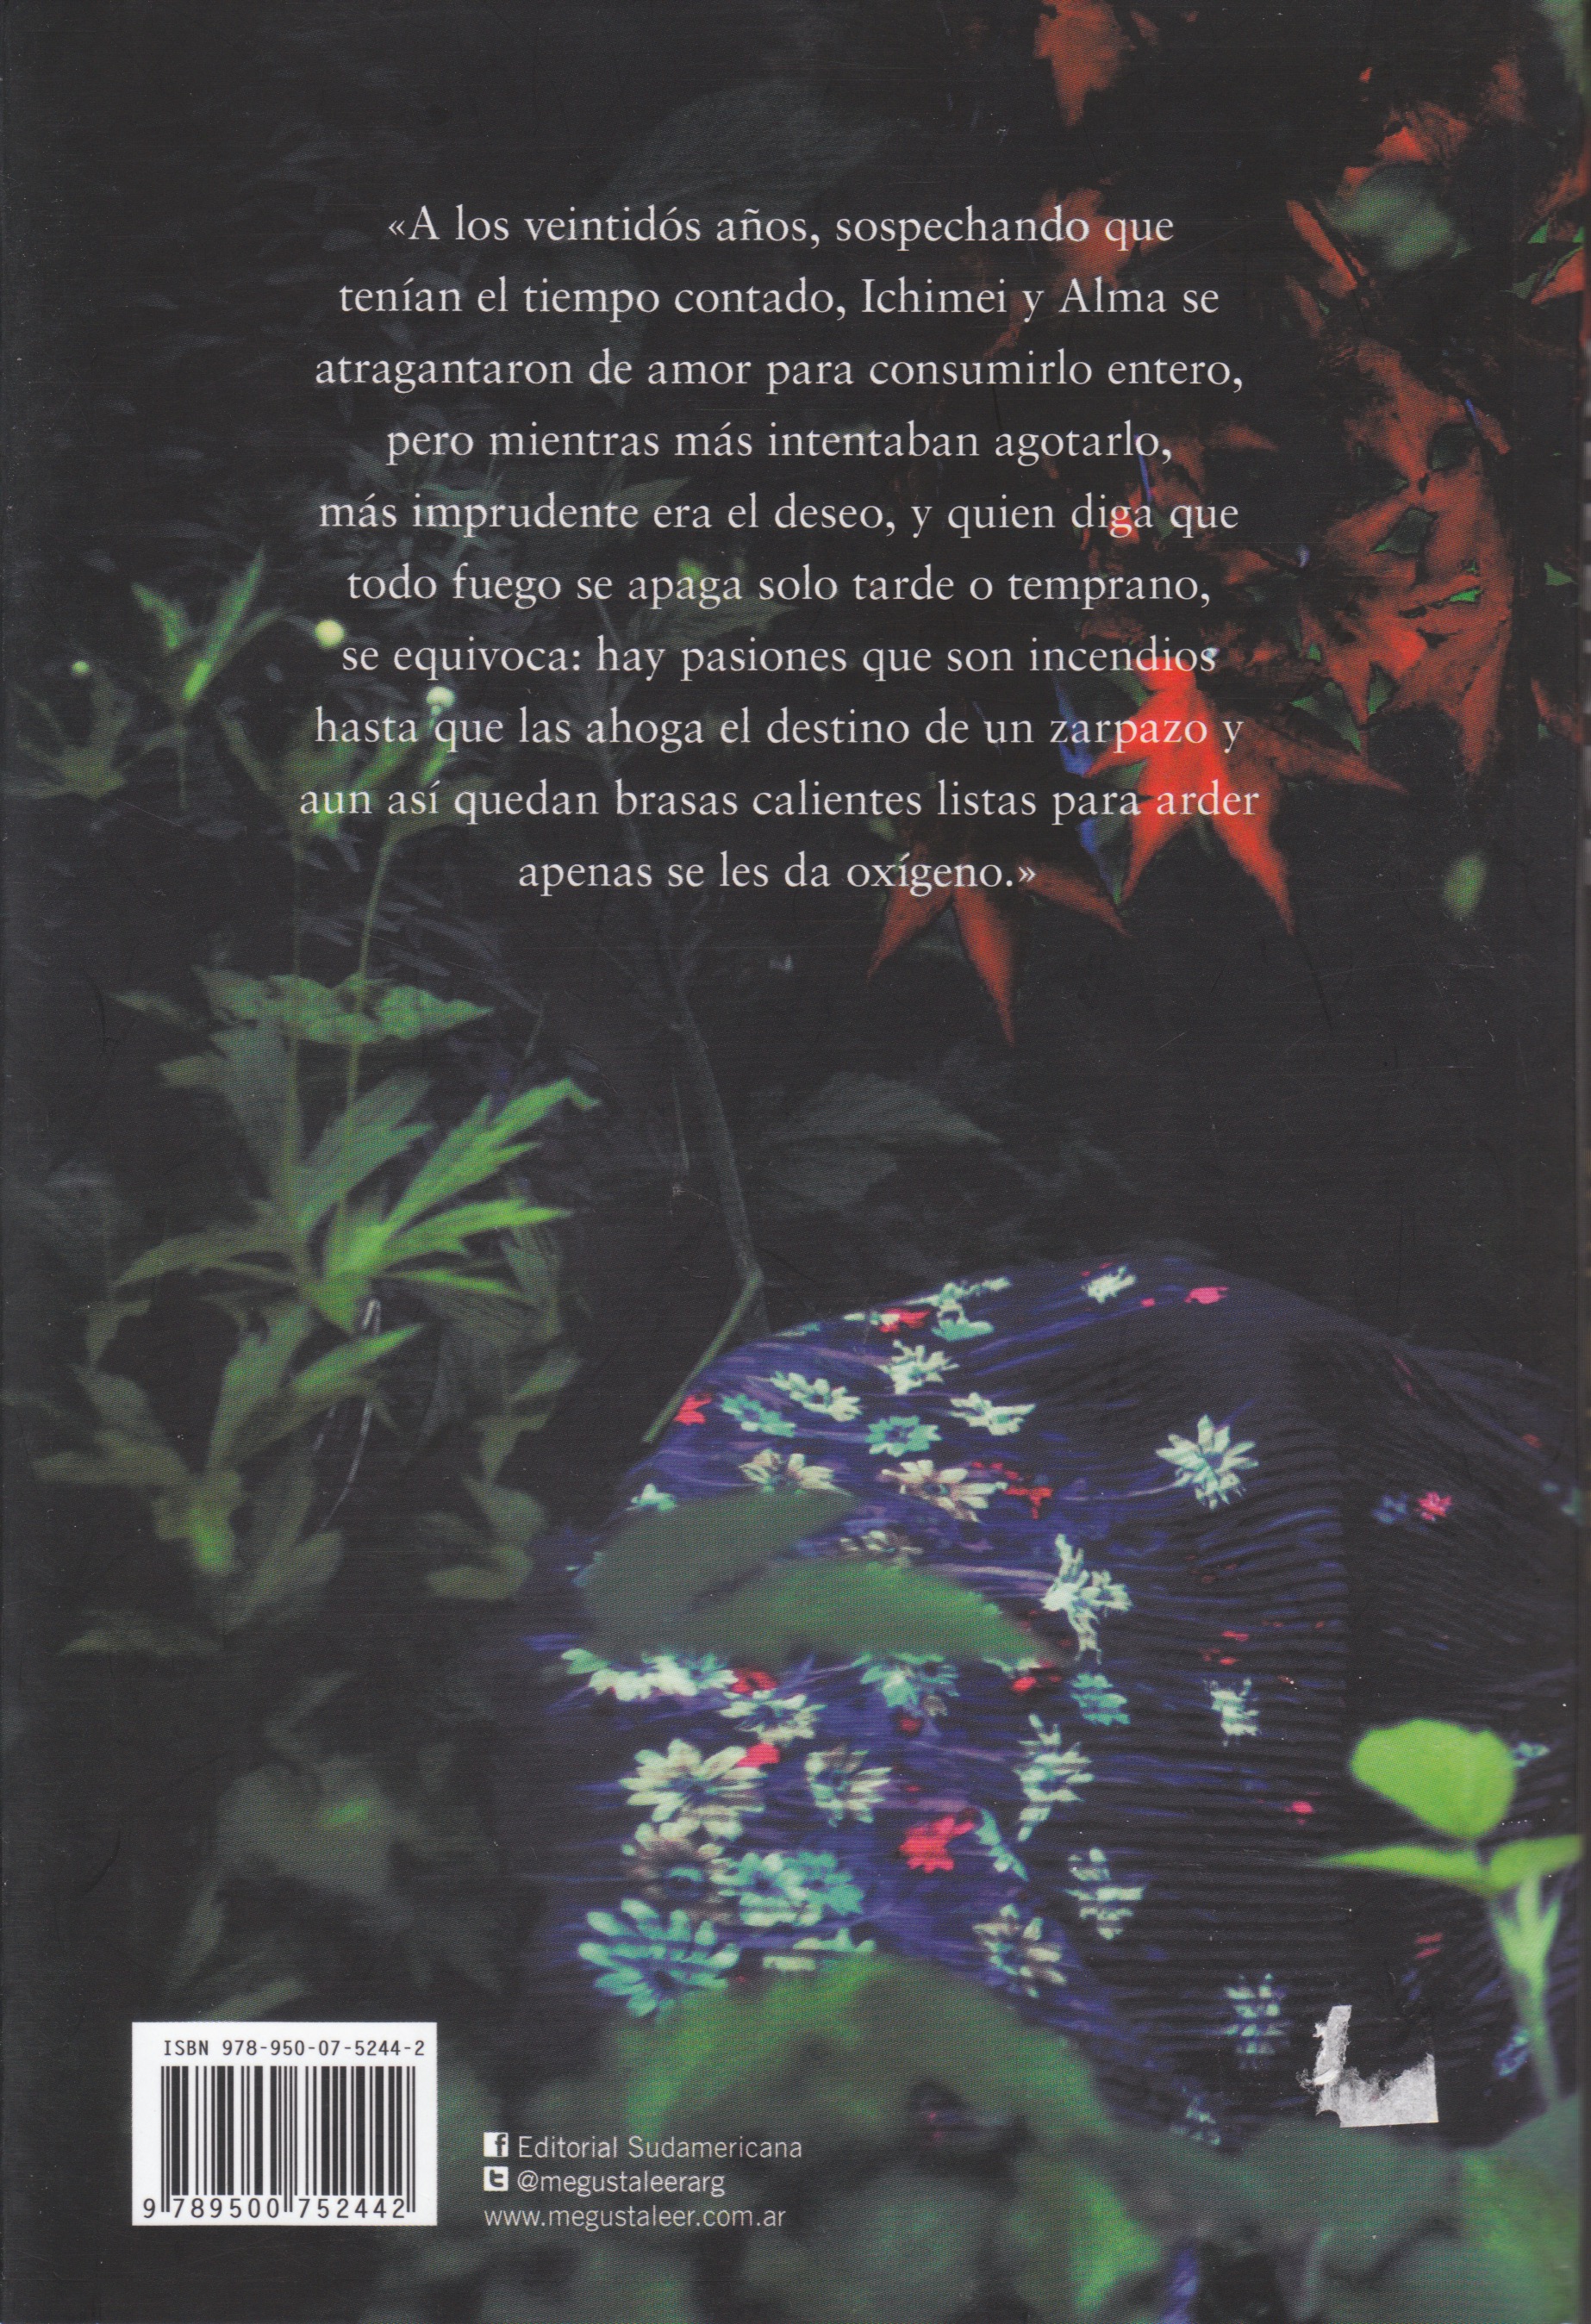 «A los veintidós años, sospechando que
tenían el tiempo contado, Ichimei y Alma se
atragantaron de amor para consumirlo entero,
pero mientras más intentaban agotarlo,
más imprudente era el deseo, y quien diga que
todo fuego se apaga solo tarde o temprano,
se equivoca: hay pasiones que son incendios
hasta que las ahoga el destino de un zarpazo y
aun así quedan brasas calientes listas para arder
apenas se les da oxígeno.»
ISBN 978-950-07-5244-2
9 789500 752442
f Editorial Sudamericana
t @megustaleerarg
www.megustaleer.com.ar